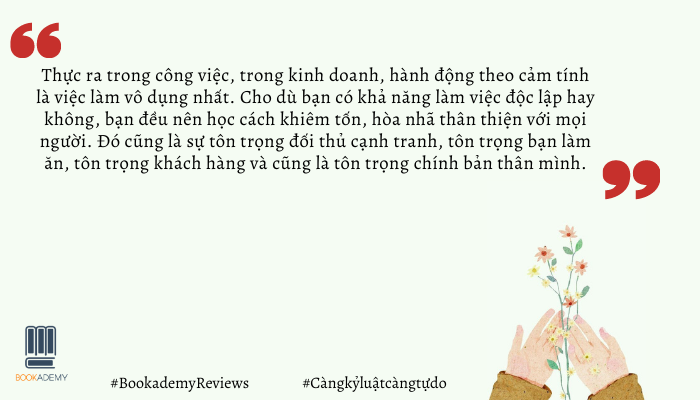 Thực ra trong công việc, trong kinh doanh, hành động theo cảm tính
là việc làm vô dụng nhất. Cho dù bạn có khả năng làm việc độc lập hay
không, bạn đều nên học cách khiêm tốn, hòa nhã thân thiện với mọi
người. Đó cũng là sự tôn trọng đối thủ cạnh tranh, tôn trọng bạn làm
ăn, tôn trọng khách hàng và cũng là tôn trọng chính bản thân mình.
BOOKADEMY
#BookademyReviews #Càngkỷluậtcàngtựdo